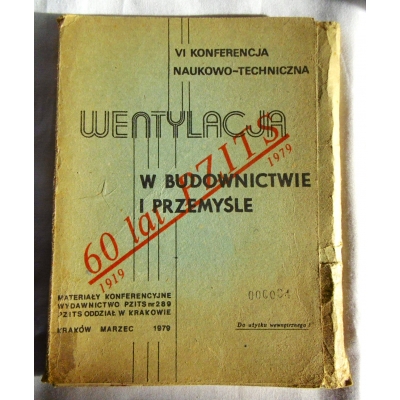 VI KONFERENCJA
NAUKOWO-TECHNICZNA
WENTYLACJA
60 lat PZITS
1919
1979
W BUDOWNICTWIE
I PRZEMYŚLE
MATERIAŁY KONFERENCYJNE
WYDAWNICTWO PZITS nr 289
PZITS ODDZIAŁ W KRAKOWIE
KRAKÓW MARZEC 1979
Do użytku wewnętrznego